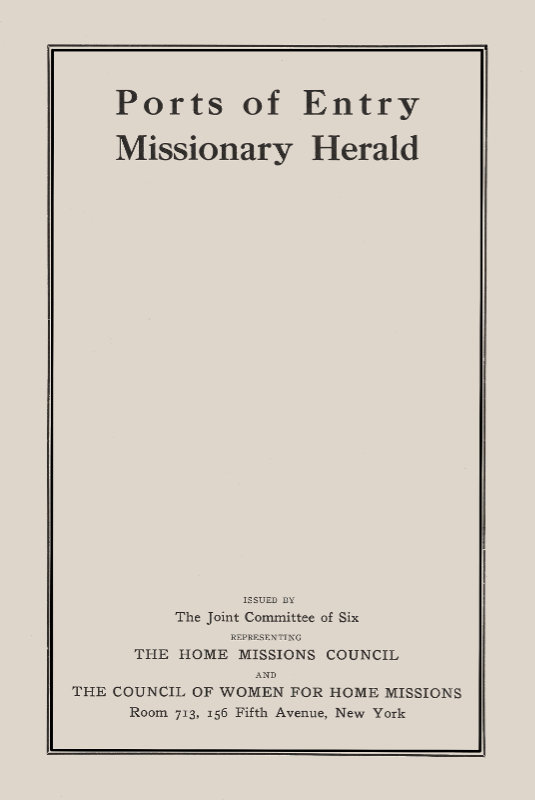 Ports of Entry
Missionary Herald
ISSUED BY
The Joint Committee of Six
REPRESENTING
THE HOME MISSIONS COUNCIL
AND
THE COUNCIL OF WOMEN FOR HOME MISSIONS
Room 713, 156 Fifth Avenue, New York